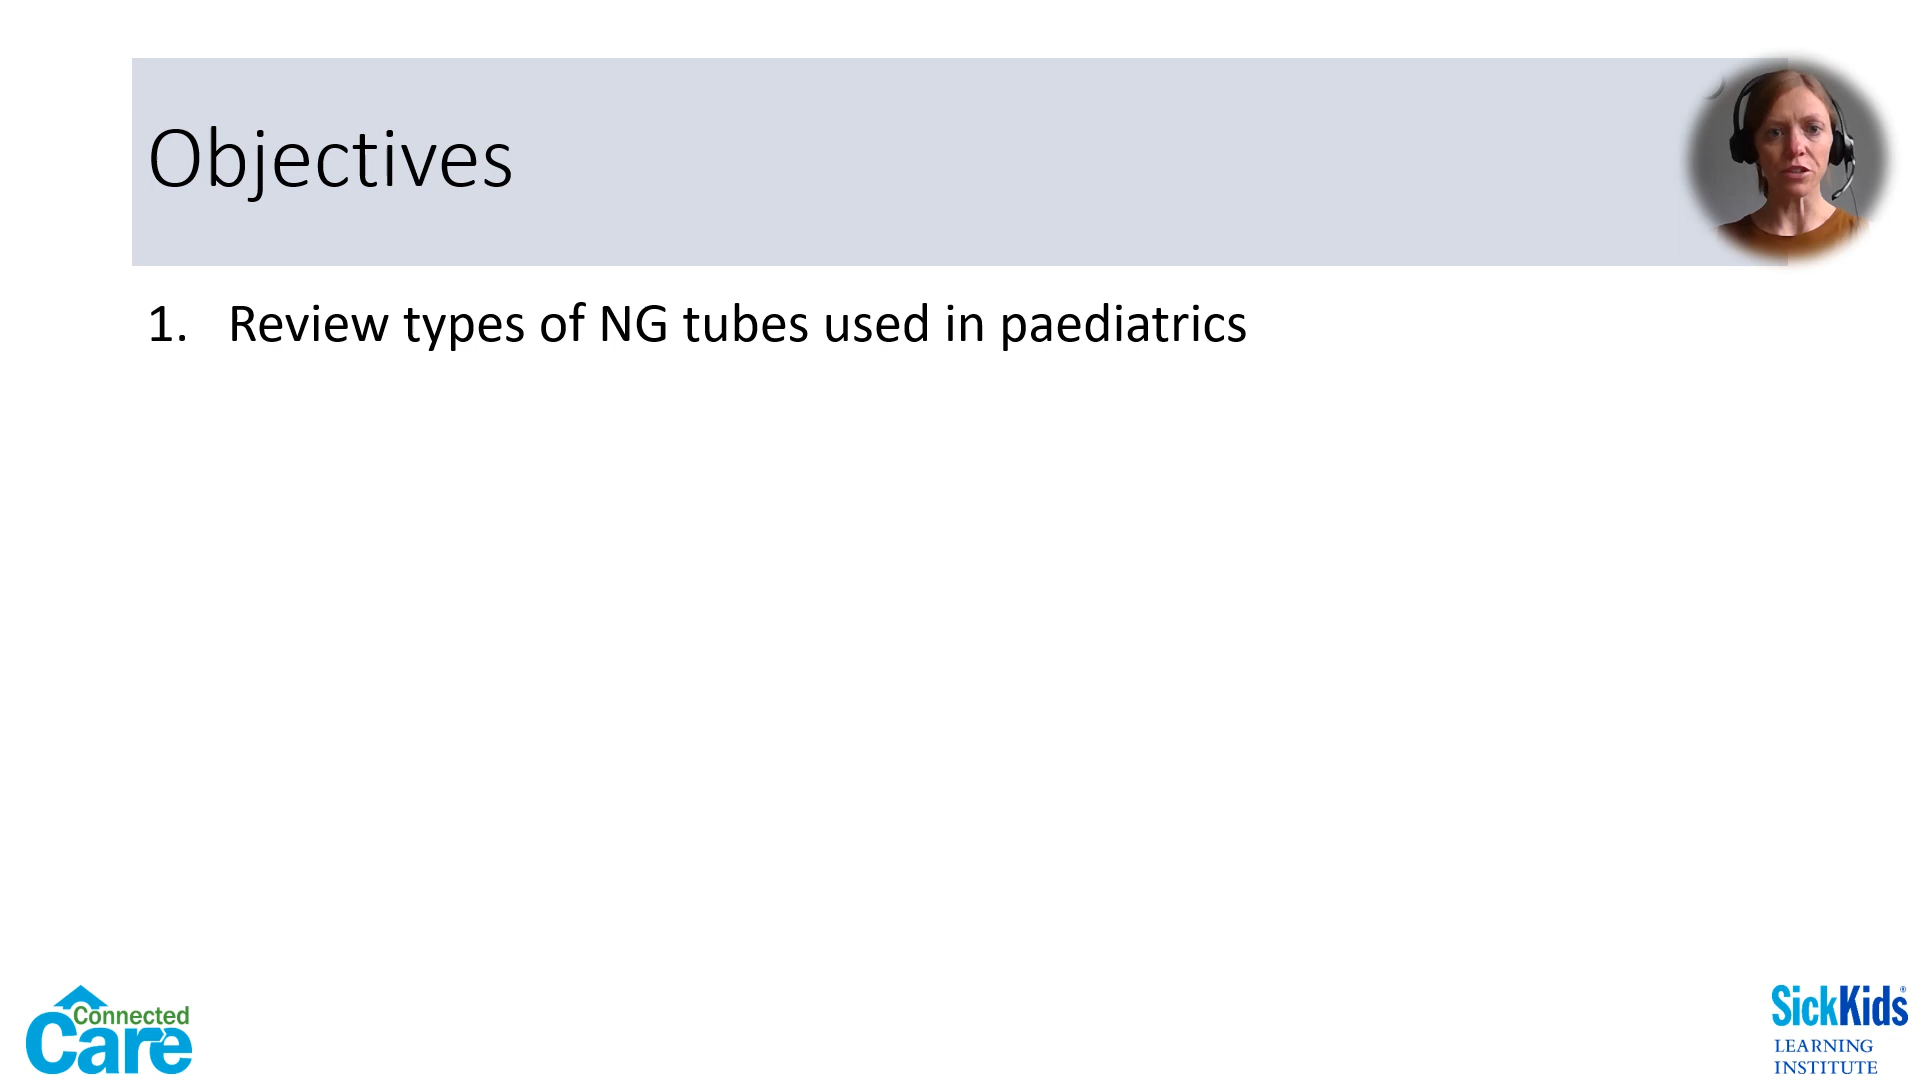 Objectives
1. Review types of NG tubes used in paediatrics
Connected
Care
SickKids®
LEARNING
INSTITUTE